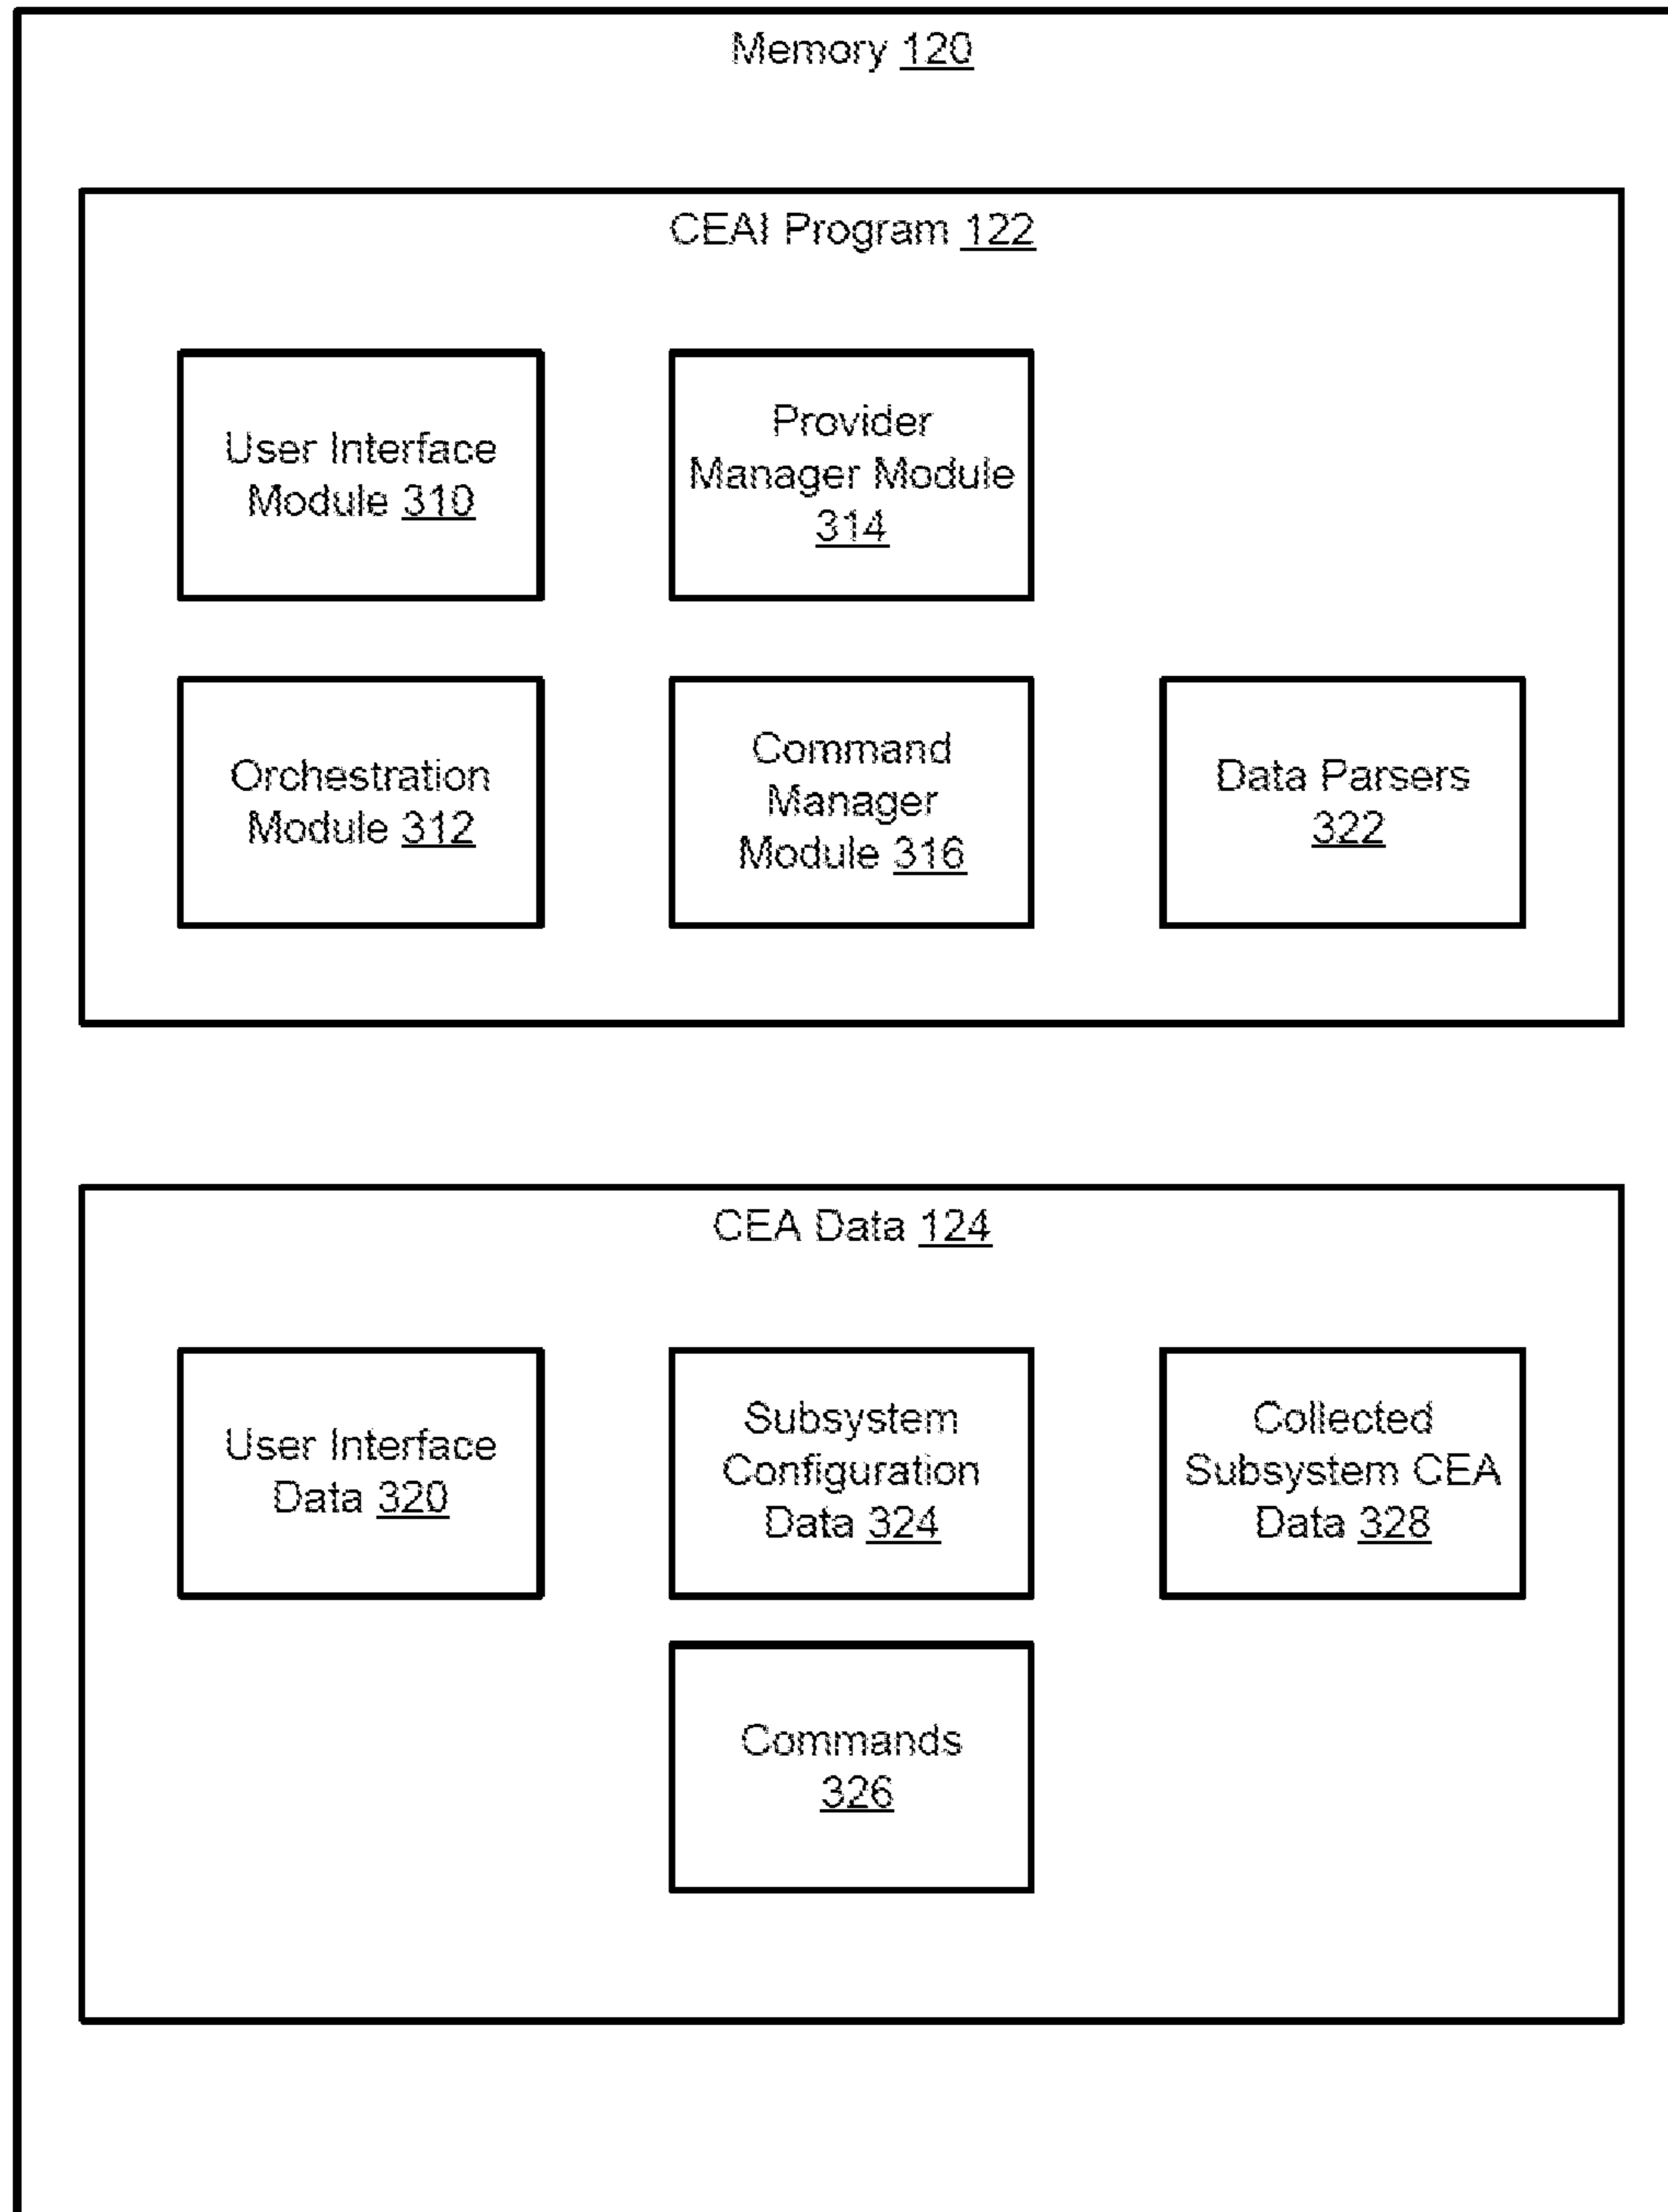 Memory 120
CEAI Program 122
User Interface
Module 310
Provider
Manager Module
314
Orchestration
Module 312
Command
Manager
Module 316
Data Parsers
322
CEA Data 124
User Interface
Data 320
Subsystem
Configuration
Data 324
Collected
Subsystem CEA
Data 328
Commands
326